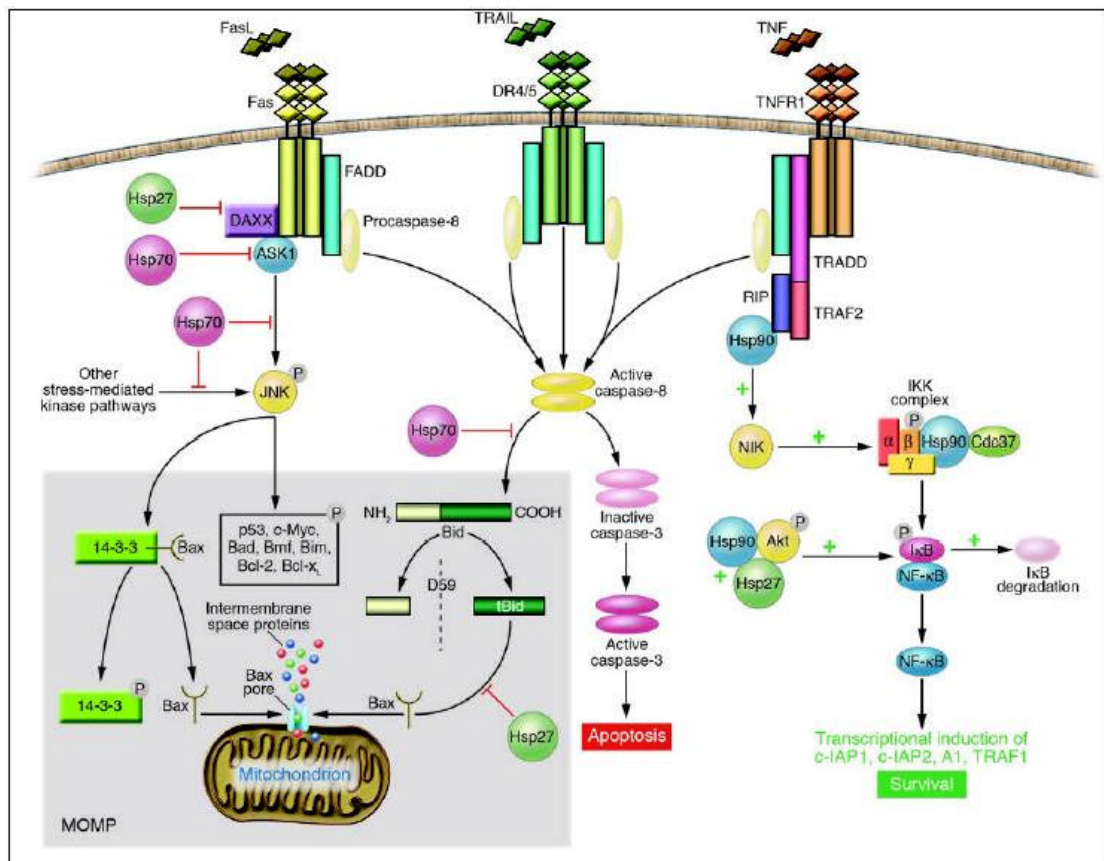 FasL
TRAIL
TNF
Fas
DR4/5
TNFR1
FADD
Hsp27
DAXX
Procaspase-8
Hsp70
ASK1
TRADD
RIP
TRAF2
Hsp70
Hsp90
Other
stress-mediated
kinase pathways
JNK
P
Active
caspase-8
+
IKK
complex
Hsp70
NIK
+
α
β
γ
P
Hsp90
Cdc37
NH2
COOH
Bid
Inactive
caspase-3
P
p53, c-Myc,
Bad, Bmf, Bim,
Bcl-2, Bcl-xL
14-3-3
Bax
Hsp90
Akt
P
Hsp27
+
+
P
IκB
NF-κB
+
IκB
degradation
D59
tBid
Intermembrane
space proteins
Active
caspase-3
NF-κB
14-3-3
P
Bax
Bax
pore
Bax
Hsp27
Apoptosis
Mitochondrion
Transcriptional induction of
c-IAP1, c-IAP2, A1, TRAF1
Survival
MOMP